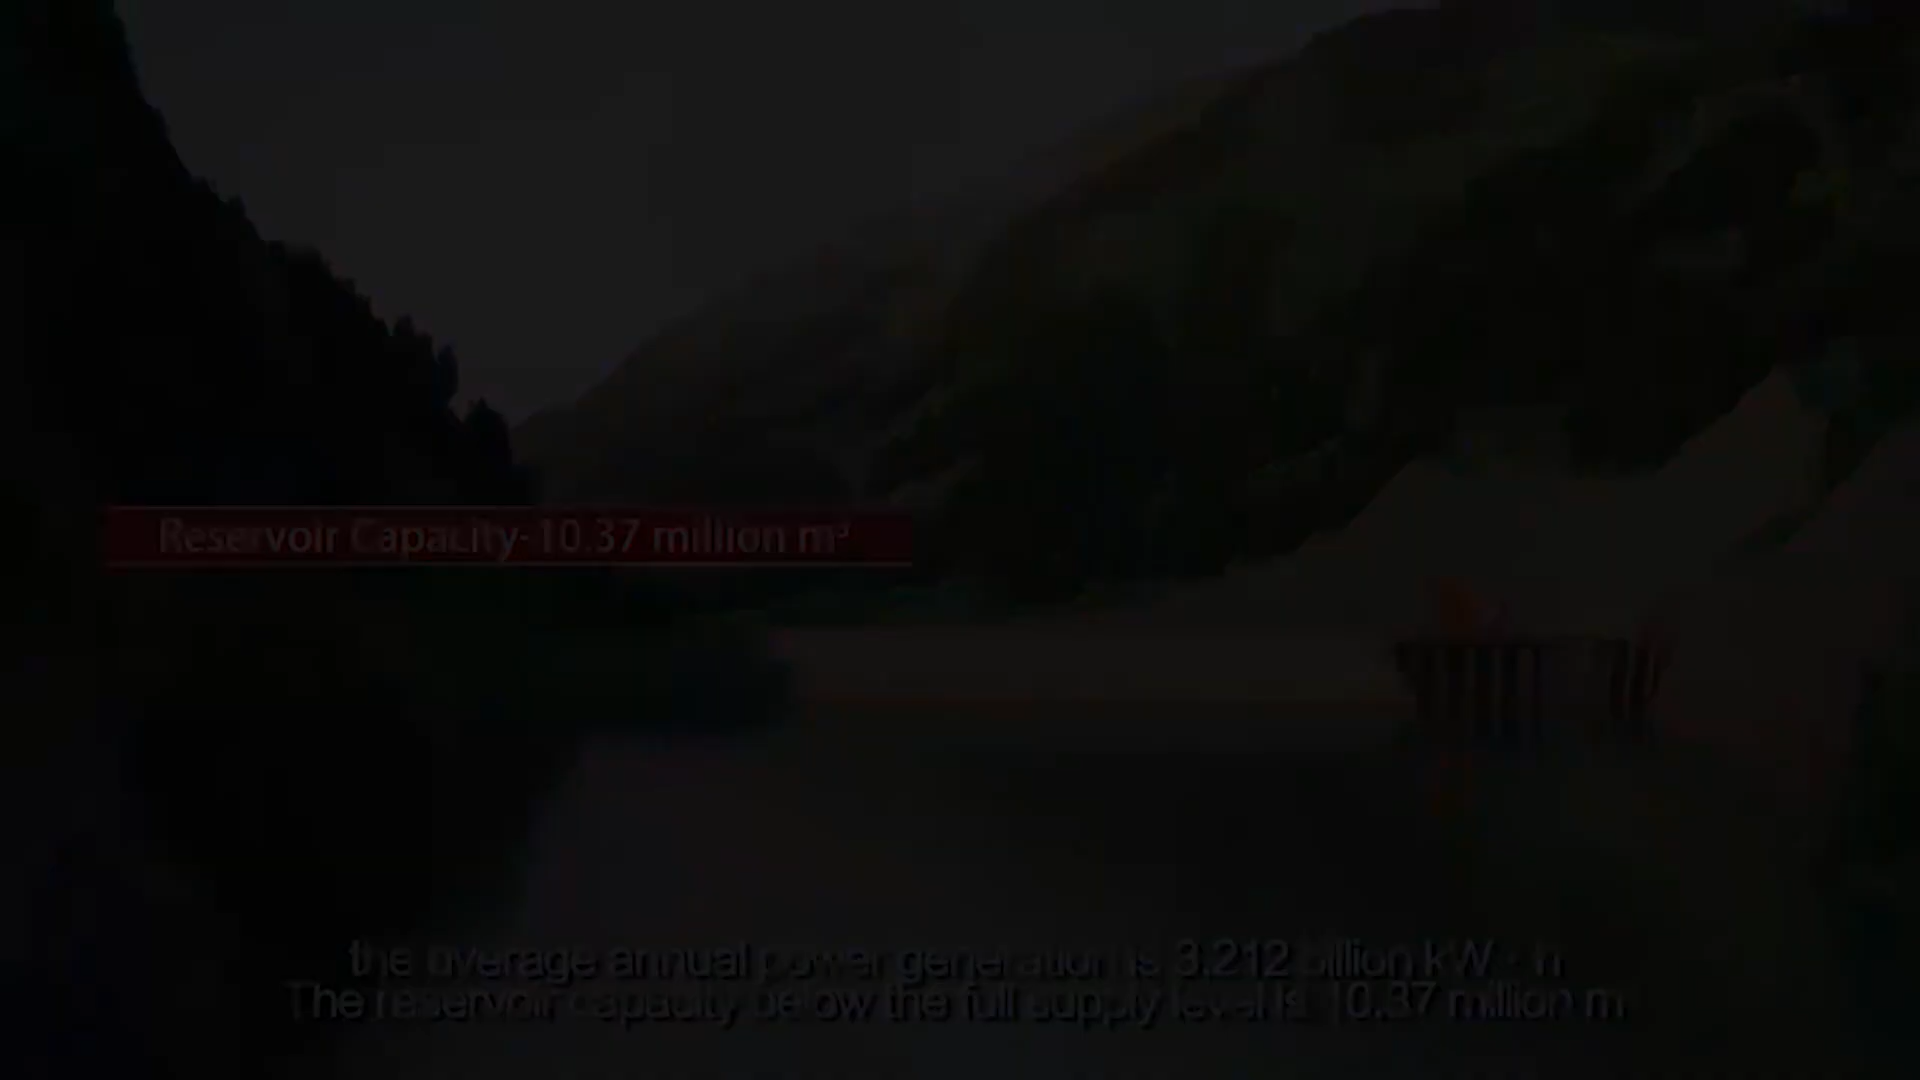 Reservoir Capacity-10.37 million m³
the average annual power generation is 3.212 billion kW · h
The reservoir capacity below the full supply level is 10.37 million m